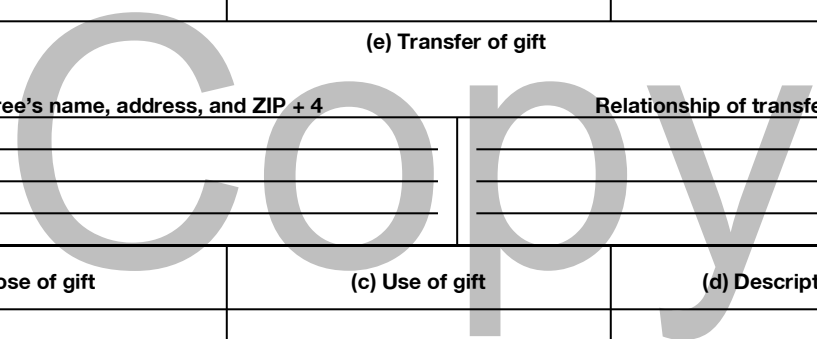 (e) Transfer of gift
ree’s name, address, and ZIP + 4 Relationship of transfe
ose of gift (c) Use of gift (d) Descript
Copy